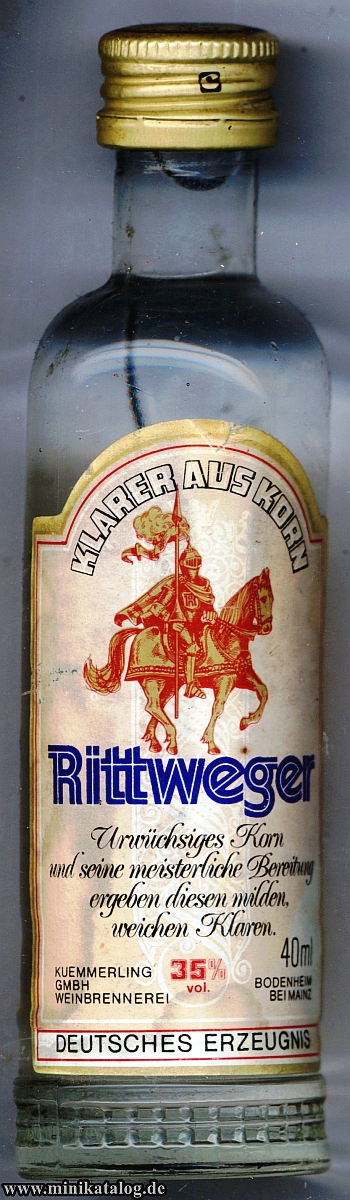 KLARER AUS KORN
Rittweger
Urwüchsiges Korn
und seine meisterliche Bereitung
ergeben diesen milden,
weichen Klaren.
40ml
KUEMMERLING
GMBH
WEINBRENNEREI
35%
vol.
BODENHEIM
BEI MAINZ
DEUTSCHES ERZEUGNIS
www.minikatalog.de